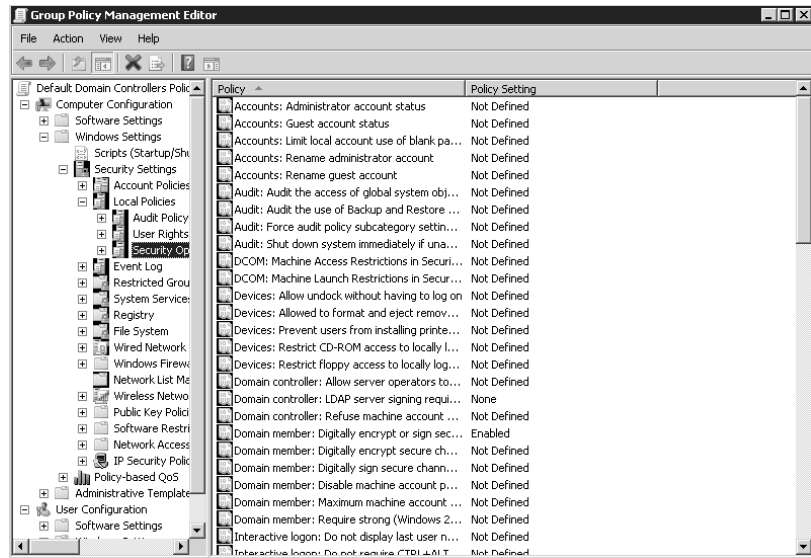 Group Policy Management Editor
File Action View Help
Default Domain Controllers Polic
Computer Configuration
Software Settings
Windows Settings
Scripts (Startup/Shu
Security Settings
Account Policies
Local Policies
Audit Policy
User Rights
Security Op
Event Log
Restricted Grou
System Service
Registry
File System
Wired Network
Windows Firewa
Network List Ma
Wireless Netwo
Public Key Polici
Software Restri
Network Access
IP Security Polic
Policy-based QoS
Administrative Template
User Configuration
Software Settings
Policy Policy Setting
Accounts: Administrator account status Not Defined
Accounts: Guest account status Not Defined
Accounts: Limit local account use of blank pa... Not Defined
Accounts: Rename administrator account Not Defined
Accounts: Rename guest account Not Defined
Audit: Audit the access of global system obj... Not Defined
Audit: Audit the use of Backup and Restore ... Not Defined
Audit: Force audit policy subcategory settin... Not Defined
Audit: Shut down system immediately if una... Not Defined
DCOM: Machine Access Restrictions in Securi... Not Defined
DCOM: Machine Launch Restrictions in Secur... Not Defined
Devices: Allow undock without having to log on Not Defined
Devices: Allowed to format and eject remov... Not Defined
Devices: Prevent users from installing printe... Not Defined
Devices: Restrict CD-ROM access to locally l... Not Defined
Devices: Restrict floppy access to locally log... Not Defined
Domain controller: Allow server operators to... Not Defined
Domain controller: LDAP server signing requi... None
Domain controller: Refuse machine account ... Not Defined
Domain member: Digitally encrypt or sign sec... Enabled
Domain member: Digitally encrypt secure ch... Not Defined
Domain member: Digitally sign secure chann... Not Defined
Domain member: Disable machine account p... Not Defined
Domain member: Maximum machine account ... Not Defined
Domain member: Require strong (Windows 2... Not Defined
Interactive logon: Do not display last user n... Not Defined
Interactive logon: Do not require CTRL+ALT Not Defined